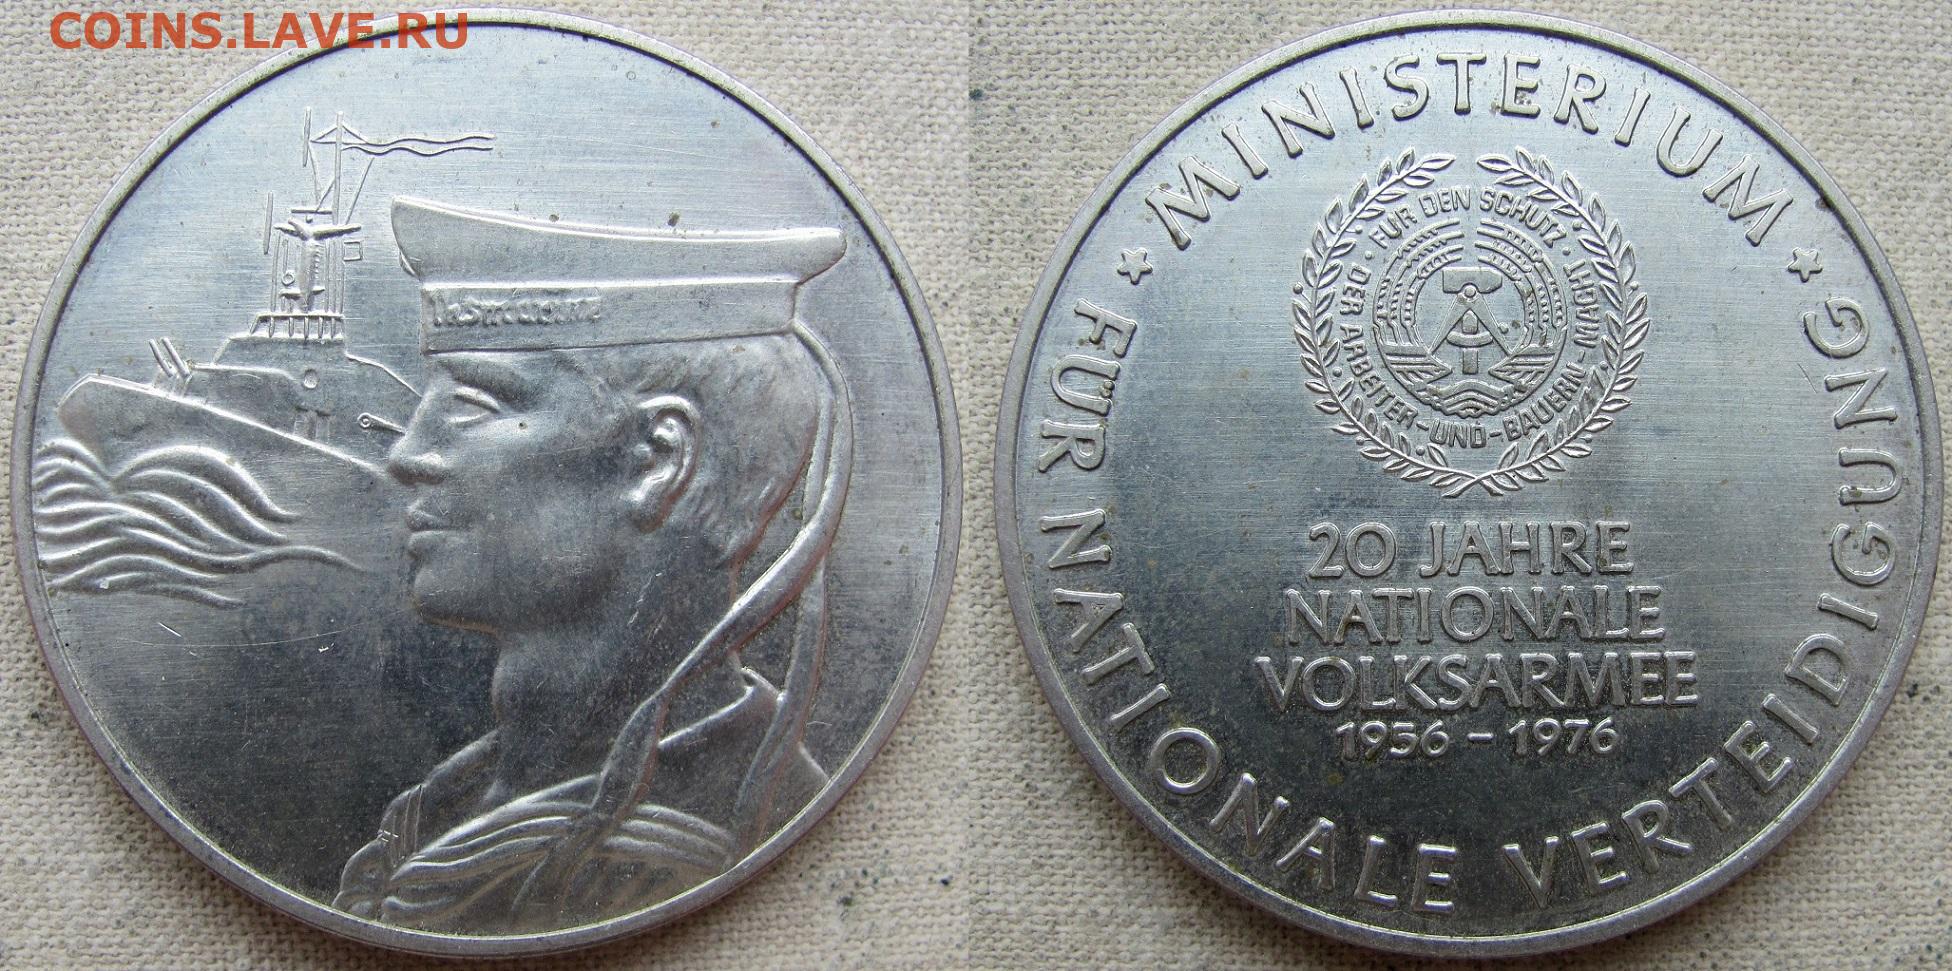 COINS.LAVE.RU
MINISTERIUM
FÜR NATIONALE VERTEIDIGUNG
FÜR DEN SCHUTZ
DER ARBEITER-UND-BAUERN-MACHT
20 JAHRE
NATIONALE
VOLKSARMEE
1956 - 1976